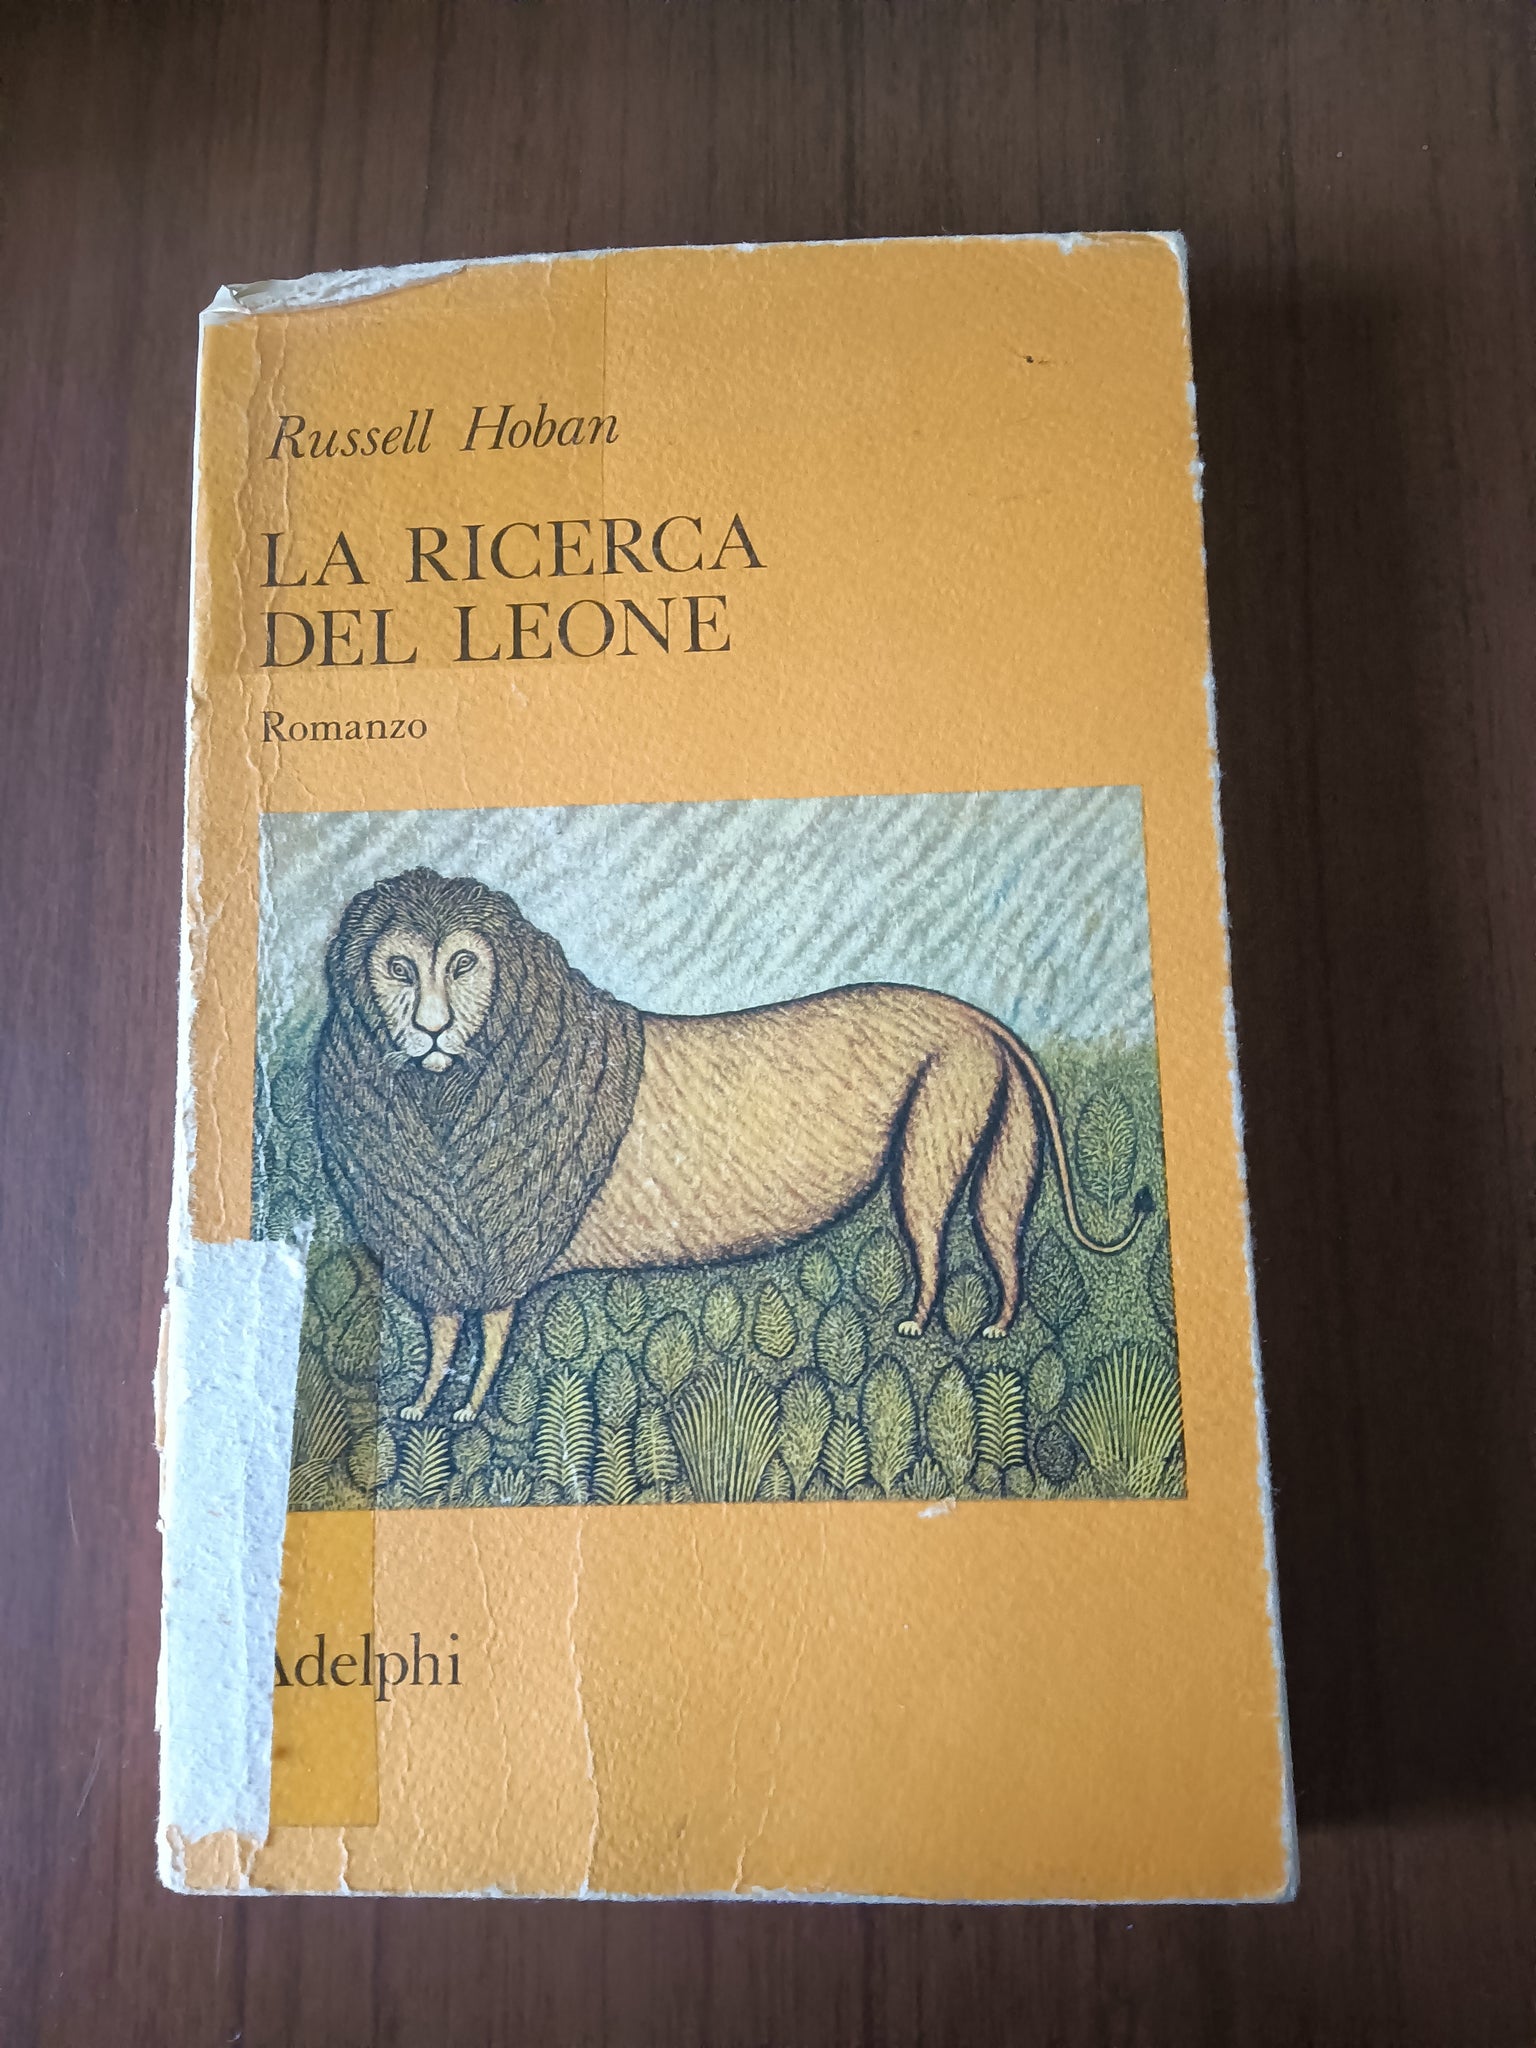 Russell Hoban
LA RICERCA
DEL LEONE
Romanzo
Adelphi